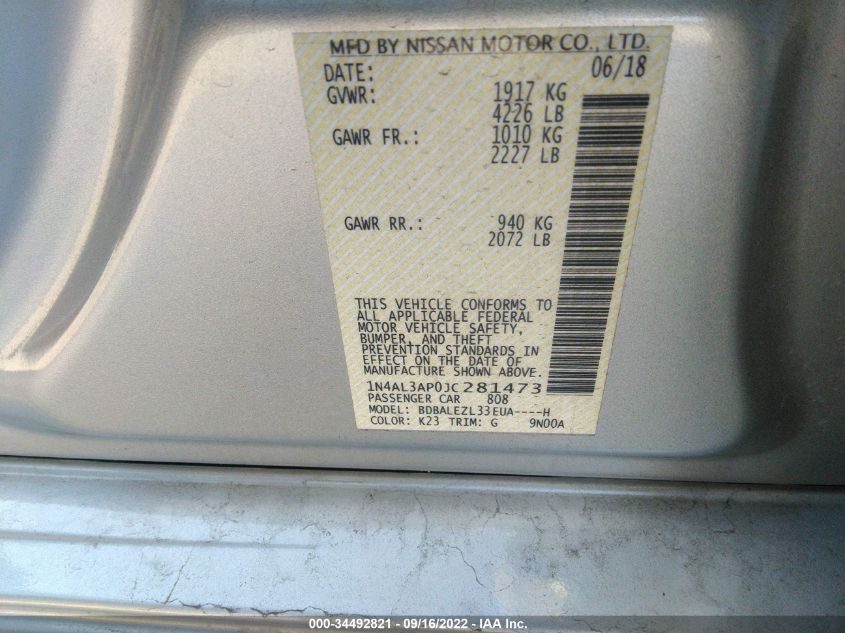 MFD BY NISSAN MOTOR CO., LTD.
DATE: 06/18
GVWR: 1917 KG
4226 LB
GAWR FR.: 1010 KG
2227 LB
GAWR RR.: 940 KG
2072 LB
THIS VEHICLE CONFORMS TO
ALL APPLICABLE FEDERAL
MOTOR VEHICLE SAFETY,
BUMPER, AND THEFT
PREVENTION STANDARDS IN
EFFECT ON THE DATE OF
MANUFACTURE SHOWN ABOVE.
1N4AL3AP0JC281473
PASSENGER CAR 808
MODEL: BDBALEZL33EUA----H
COLOR: K23 TRIM: G 9N00A
000-34492821 - 09/16/2022 - IAA Inc.